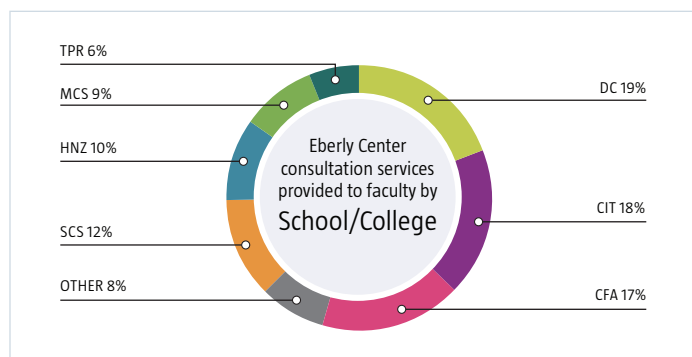 TPR 6%
MCS 9%
HNZ 10%
SCS 12%
OTHER 8%
Eberly Center
consultation services
provided to faculty by
School/College
DC 19%
CIT 18%
CFA 17%